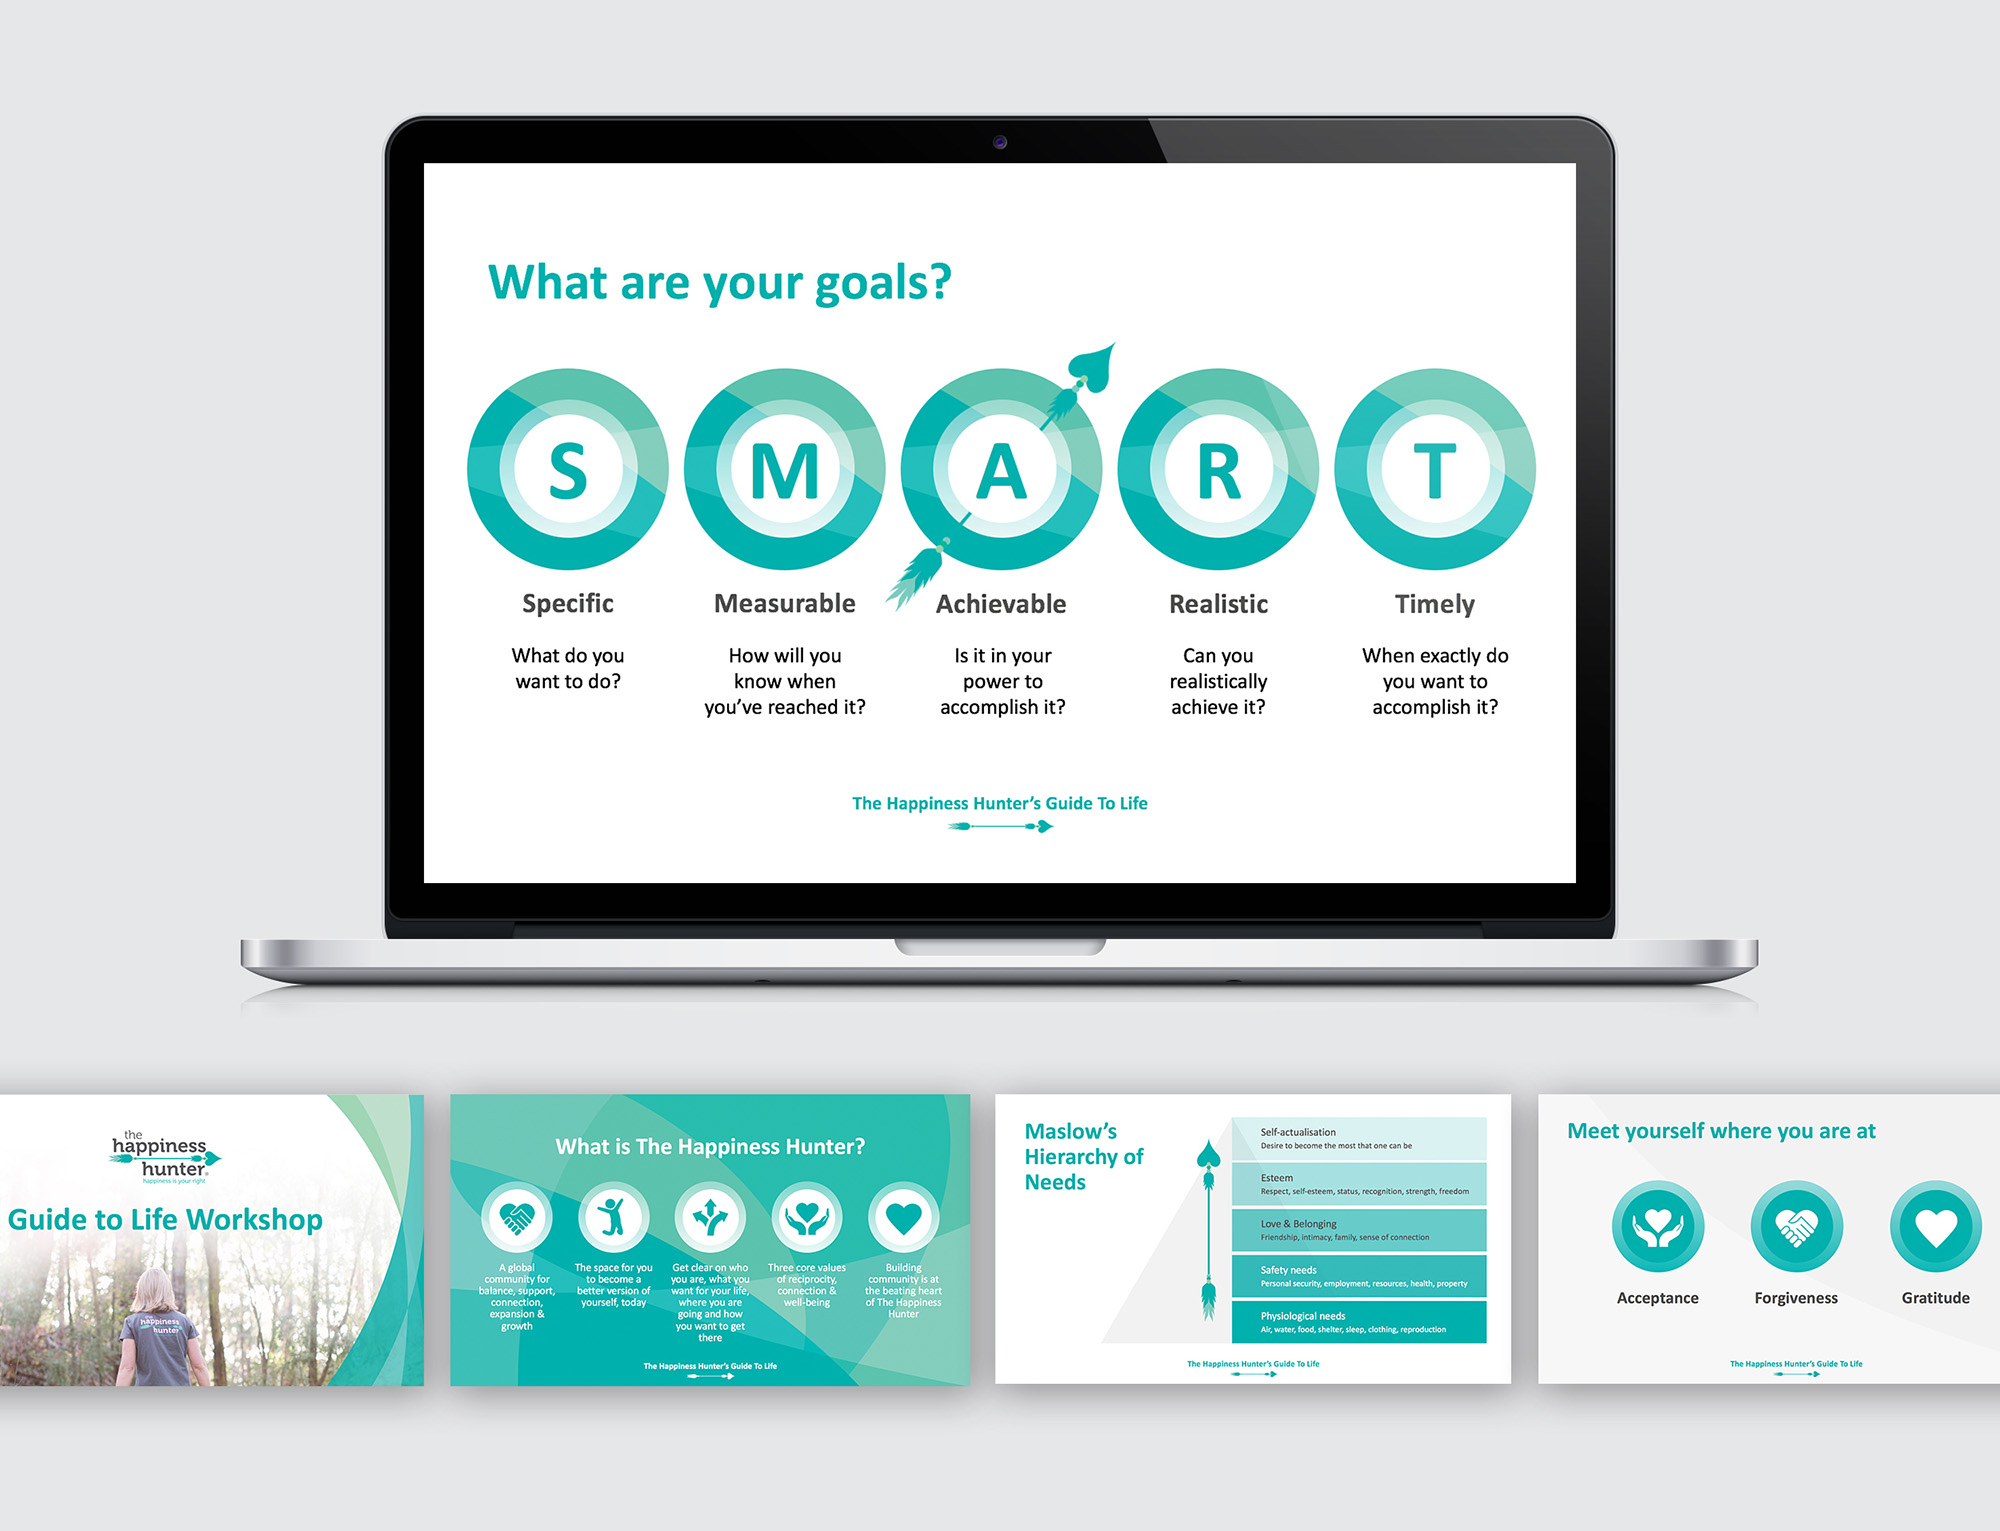 What are your goals?
S M A R T
Specific
What do you
want to do?
Measurable
How will you
know when
you've reached it?
Achievable
Is it in your
power to
accomplish it?
Realistic
Can you
realistically
achieve it?
Timely
When exactly do
you want to
accomplish it?
The Happiness Hunter's Guide To Life
the
happiness
hunter
happiness is your right
Guide to Life Workshop
the
happiness
hunter
What is The Happiness Hunter?
A global
community for
balance, support,
connection,
expansion &
growth
The space for you
to become a
better version of
yourself, today
Get clear on who
you are, what you
want for your life,
where you are
going and how
you want to get
there
Three core values
of reciprocity,
connection &
well-being
Building
community is at
the beating heart
of The Happiness
Hunter
The Happiness Hunter's Guide To Life
Maslow's
Hierarchy of
Needs
Self-actualisation
Desire to become the most that one can be
Esteem
Respect, self-esteem, status, recognition, strength, freedom
Love & Belonging
Friendship, intimacy, family, sense of connection
Safety needs
Personal security, employment, resources, health, property
Physiological needs
Air, water, food, shelter, sleep, clothing, reproduction
The Happiness Hunter's Guide To Life
Meet yourself where you are at
Acceptance
Forgiveness
Gratitude
The Happiness Hunter's Guide To Life